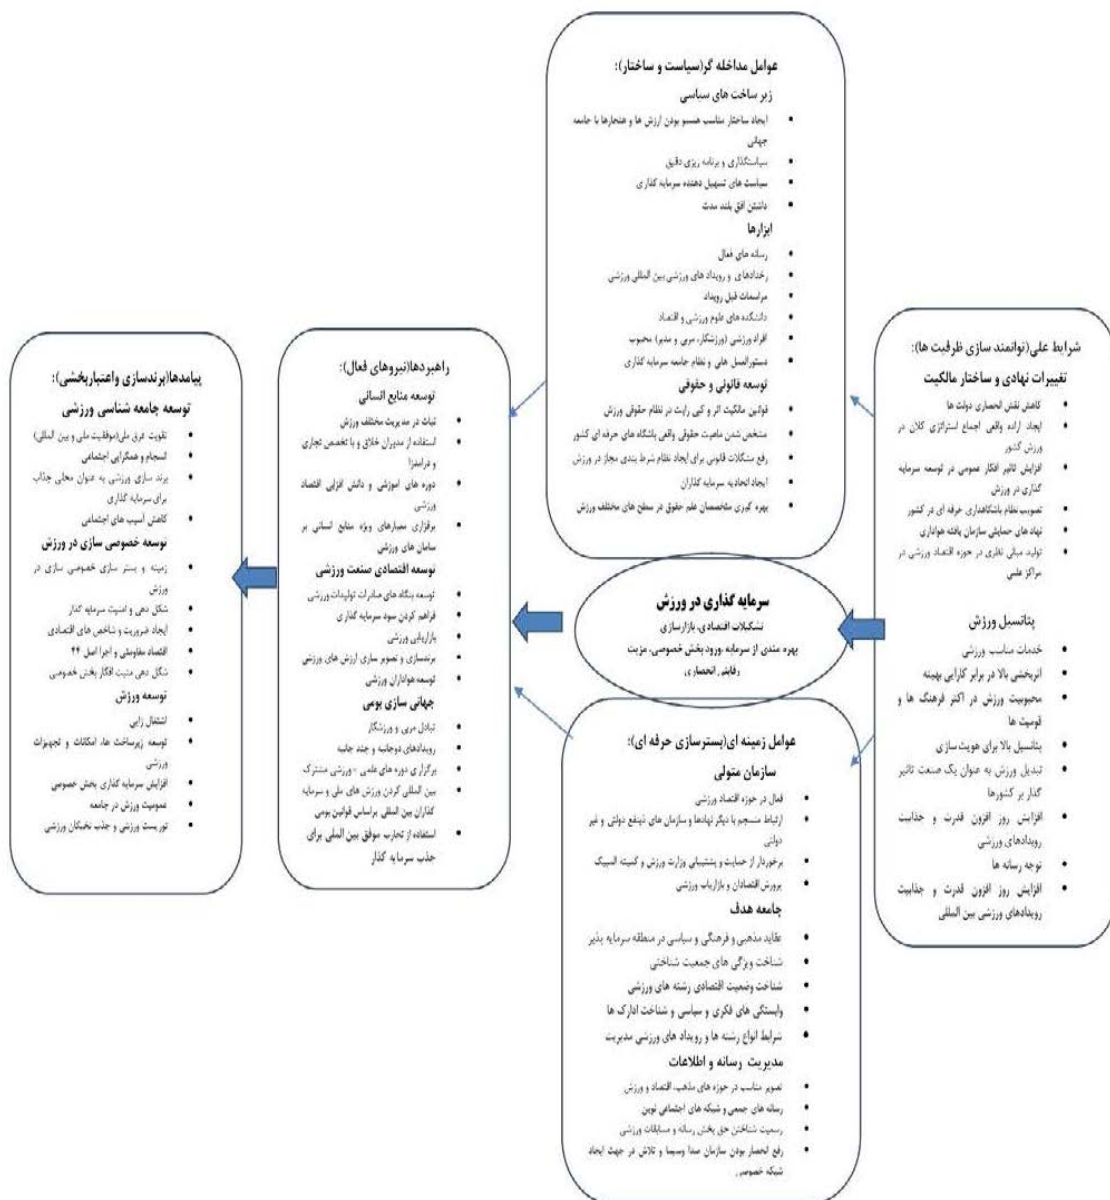 عوامل مداخله گر(سیاست و ساختار):
زیر ساخت های سیاسی
ایجاد ساختار مناسب همسو بودن ارزش ها و هنجارها با جامعه
جهانی
سیاستگذاری و برنامه ریزی دقیق
سیاست های تسهیل دهنده سرمایه گذاری
داشتن افق بلند مدت
ابزارها
رسانه های فعال
رخدادهای و رویداد های ورزشی بین المللی ورزشی
مراسمات قبل رویداد
دانشکده های علوم ورزشی و اقتصاد
افراد ورزشی (ورزشکار، مربی و مدیر) محبوب
دستورالعمل هایی و نظام جامعه سرمایه گذاری
توسعه قانونی و حقوقی
قوانین مالکیت اثر و کپی رایت در نظام حقوقی ورزش
مشخص شدن ماهیت حقوقی واقعی باشگاه های حرفه ای کشور
رفع مشکلات قانونی برای ایجاد نظام شرط بندی مجاز در ورزش
ایجاد اتحادیه سرمایه گذاران
بهره گیری متخصصان علم حقوق در سطح های مختلف ورزش
شرایط علی(توانمند سازی ظرفیت ها):
تغییرات نهادی و ساختار مالکیت
کاهش نقش انحصاری دولت ها
ایجاد اراده واقعی اجماع استراتژی کلان در
ورزش کشور
افزایش تاثیر افکار عمومی در توسعه سرمایه
گذاری در ورزش
تصویب نظام باشگاهداری حرفه ای در کشور
نهاد های حمایتی سازمان یافته هواداری
تولید مبانی نظری در حوزه اقتصاد ورزشی در
مراکز علمی
پتانسیل ورزش
خدمات مناسب ورزشی
اثربخشی بالا در برابر کارایی بهینه
محبوبیت ورزش در اکثر فرهنگ ها و
قومیت ها
پتانسیل بالا برای هویت سازی
تبدیل ورزش به عنوان یک صنعت تاثیر
گذار بر کشورها
افزایش روز افزون قدرت و جذابیت
رویدادهای ورزشی
توجه رسانه ها
افزایش روز افزون قدرت و جذابیت
رویدادهای ورزشی بین المللی
سرمایه گذاری در ورزش
تشکیلات اقتصادی، بازارسازی
بهره مندی از سرمایه ،ورود بخش خصوصی، مزیت
رقابتی انحصاری
عوامل زمینه ای(بسترسازی حرفه ای):
سازمان متولی
فعال در حوزه اقتصاد ورزشی
ارتباط منسجم با دیگر نهادها و سازمان های ذینفع دولتی و غیر
دولتی
برخوردار از حمایت و پشتیبانی وزارت ورزش و کمیته المپیک
پرورش اقتصادان و بازاریاب ورزشی
جامعه هدف
عقاید مذهبی و فرهنگی و سیاسی در منطقه سرمایه پذیر
شناخت ویژگی های جمعیت شناختی
شناخت وضعیت اقتصادی رشته های ورزشی
وابستگی های فکری و سیاسی و شناخت ادارک ها
شرایط انواع رشته ها و رویداد های ورزشی مدیریت
مدیریت رسانه و اطلاعات
تصویر مناسب در حوزه های مذهب، اقتصاد و ورزش
رسانه های جمعی و شبکه های اجتماعی نوین
رسمیت شناختن حق پخش رسانه و مسابقات ورزشی
رفع انحصار بودن سازمان صدا وسیما و تلاش در جهت ایجاد
شبکه خصوصی
راهبردها(نیروهای فعال):
توسعه منابع انسانی
ثبات در مدیریت مختلف ورزش
استفاده از مدیران خلاق و با تخصص تجاری
و درامدزا
دوره های اموزشی و دانش افزایی اقتصاد
ورزشی
برقراری معیارهای ویژه منابع انسانی بر
سامان های ورزشی
توسعه اقتصادی صنعت ورزشی
توسعه بنگاه های صادرات تولیدات ورزشی
فراهم کردن سود سرمایه گذاری
بازاریابی ورزشی
برندسازی و تصویر سازی ارزش های ورزشی
توسعه هواداران ورزشی
جهانی سازی بومی
تبادل مربی و ورزشکار
رویدادهای دوجانبه و چند جانبه
برگزاری دوره های علمی - ورزشی مشترک
بین المللی کردن ورزش های ملی و سرمایه
گذاران بین المللی براساس قوانین بومی
استفاده از تجارب موفق بین الملی برای
جذب سرمایه گذار
پیامدها(برندسازی واعتباربخشی):
توسعه جامعه شناسی ورزشی
تقویت عرق ملی(موفقیت ملی و بین المللی)
انسجام و همگرایی اجتماعی
برند سازی ورزشی به عنوان محلی جذاب
برای سرمایه گذاری
کاهش آسیب های اجتماعی
توسعه خصوصی سازی در ورزش
زمینه و بستر سازی خصوصی سازی در
ورزش
شکل دهی و امنیت سرمایه گذار
ایجاد ضروریت و شاخص های اقتصادی
اقتصاد مقاومتی و اجرا اصل ۴۴
شکل دهی مثبت افکار بخش خصوصی
توسعه ورزش
اشتغال زایی
توسعه زیرساخت ها، امکانات و تجهیزات
ورزشی
افزایش سرمایه گذاری بخش خصوصی
عمومیت ورزش در جامعه
توریست ورزشی و جذب نخبگان ورزشی